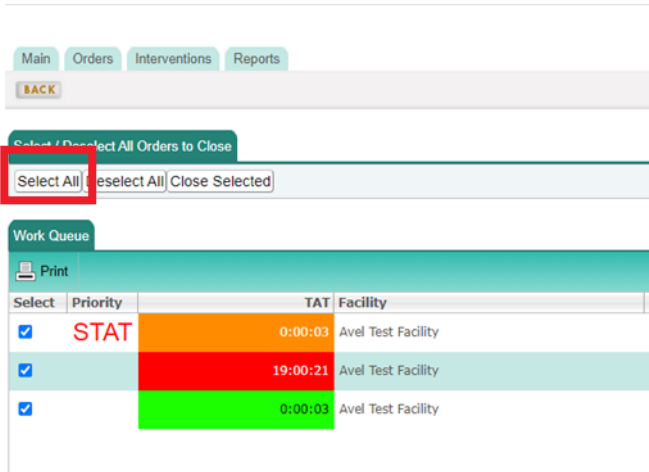 Main Orders Interventions Reports
BACK
Select / Deselect All Orders to Close
Select All Deselect All Close Selected
Work Queue
Print
Select Priority TAT Facility
STAT 0:00:03 Avel Test Facility
19:00:21 Avel Test Facility
0:00:03 Avel Test Facility